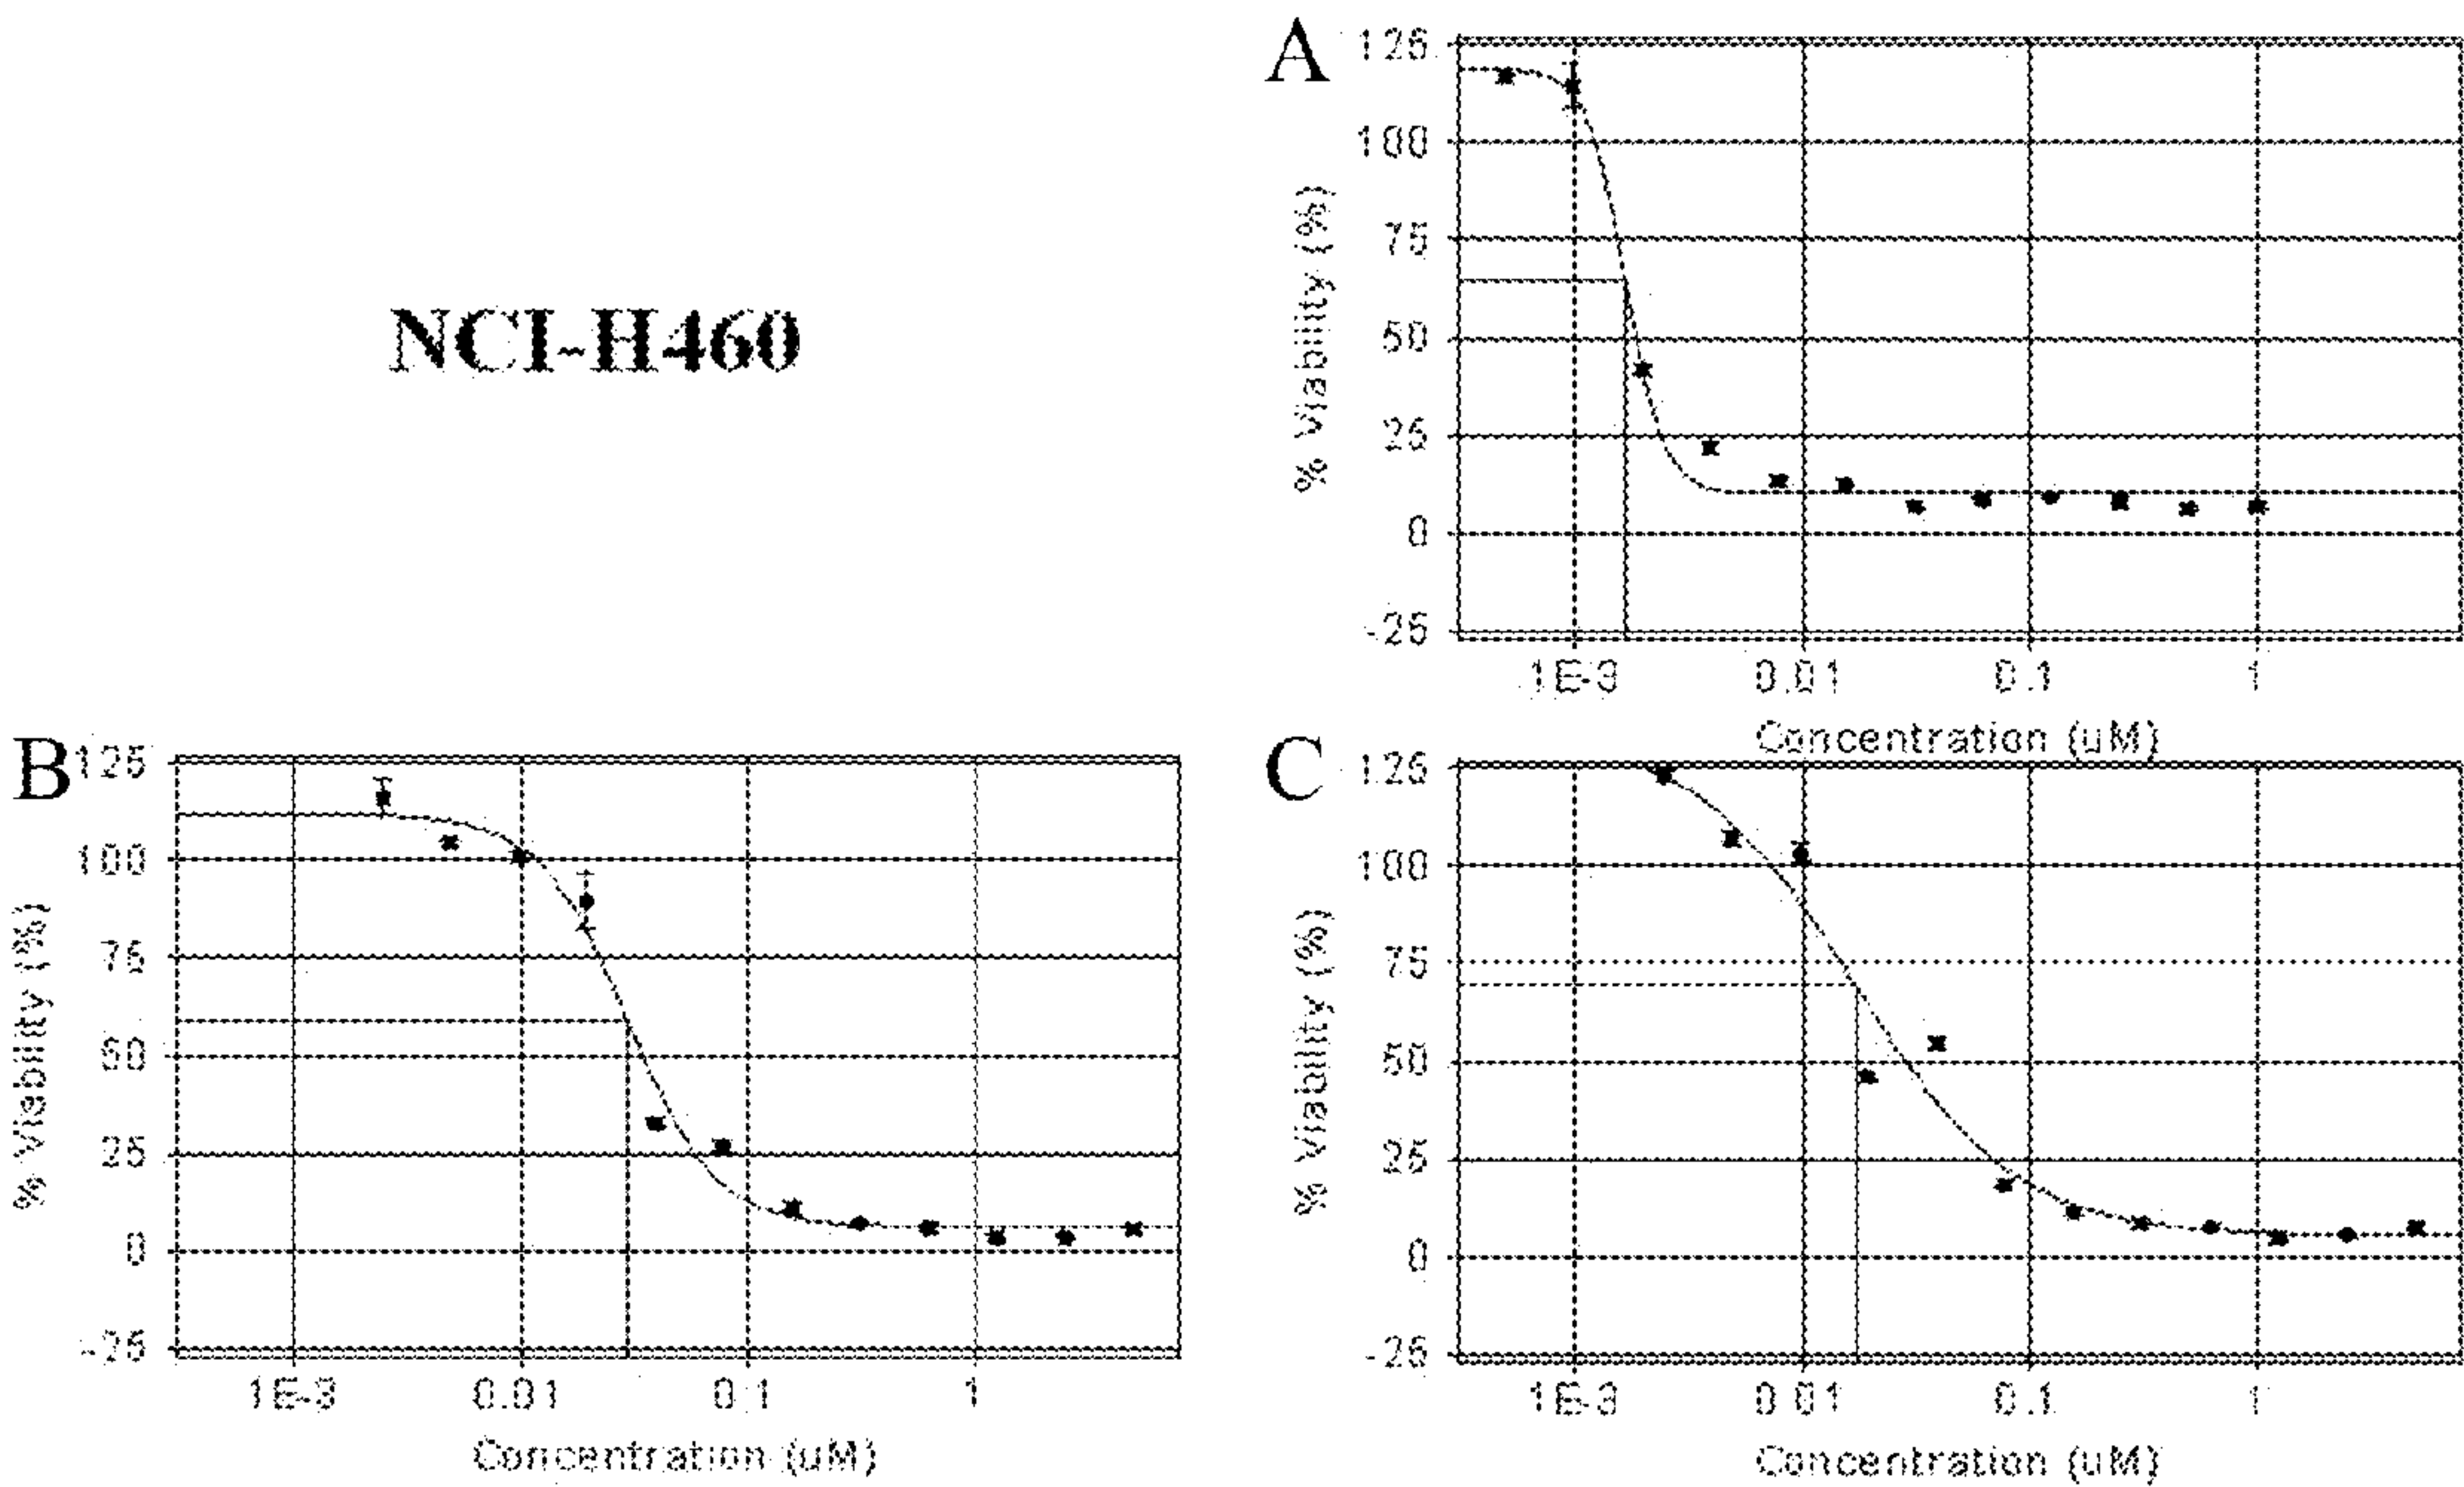 NCI-H460
A
% Viability (%)
125
100
75
50
25
0
-25
1E-3 0.01 0.1 1
Concentration (uM)
B
% Viability (%)
125
100
75
50
25
0
-25
1E-3 0.01 0.1 1
Concentration (uM)
C
% Viability (%)
125
100
75
50
25
0
-25
1E-3 0.01 0.1 1
Concentration (uM)